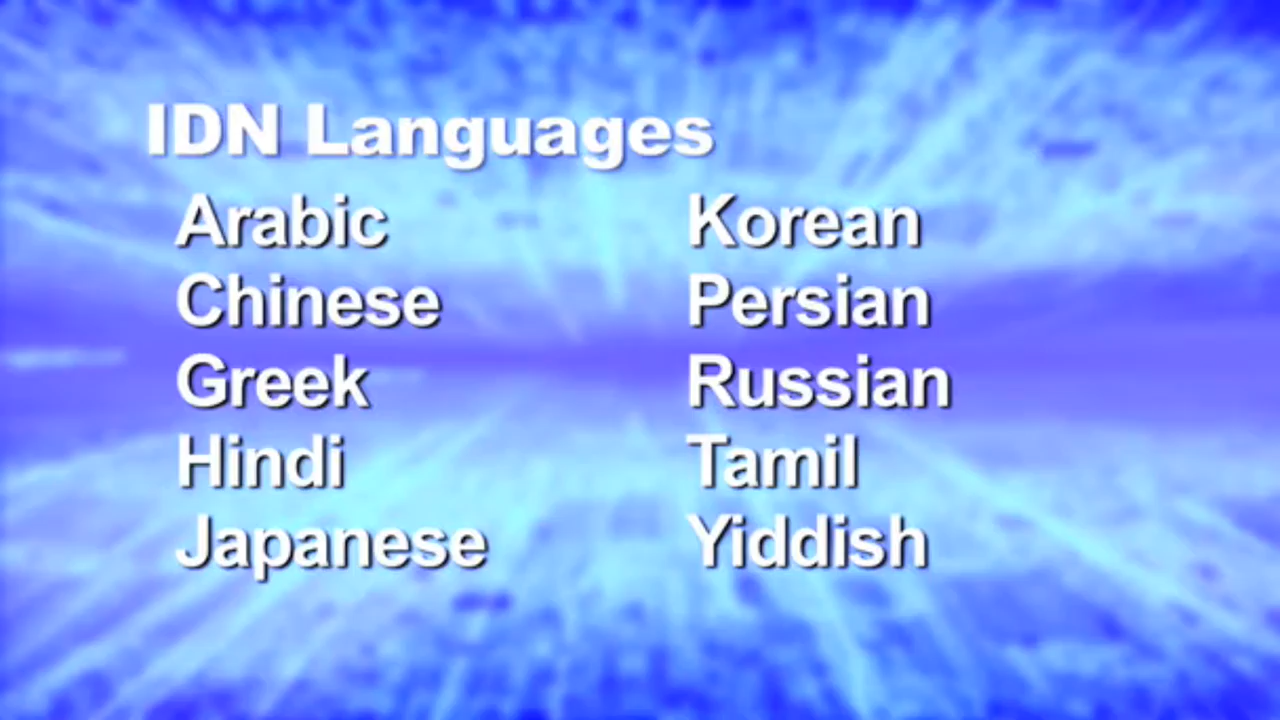 IDN Languages
Arabic
Chinese
Greek
Hindi
Japanese
Korean
Persian
Russian
Tamil
Yiddish